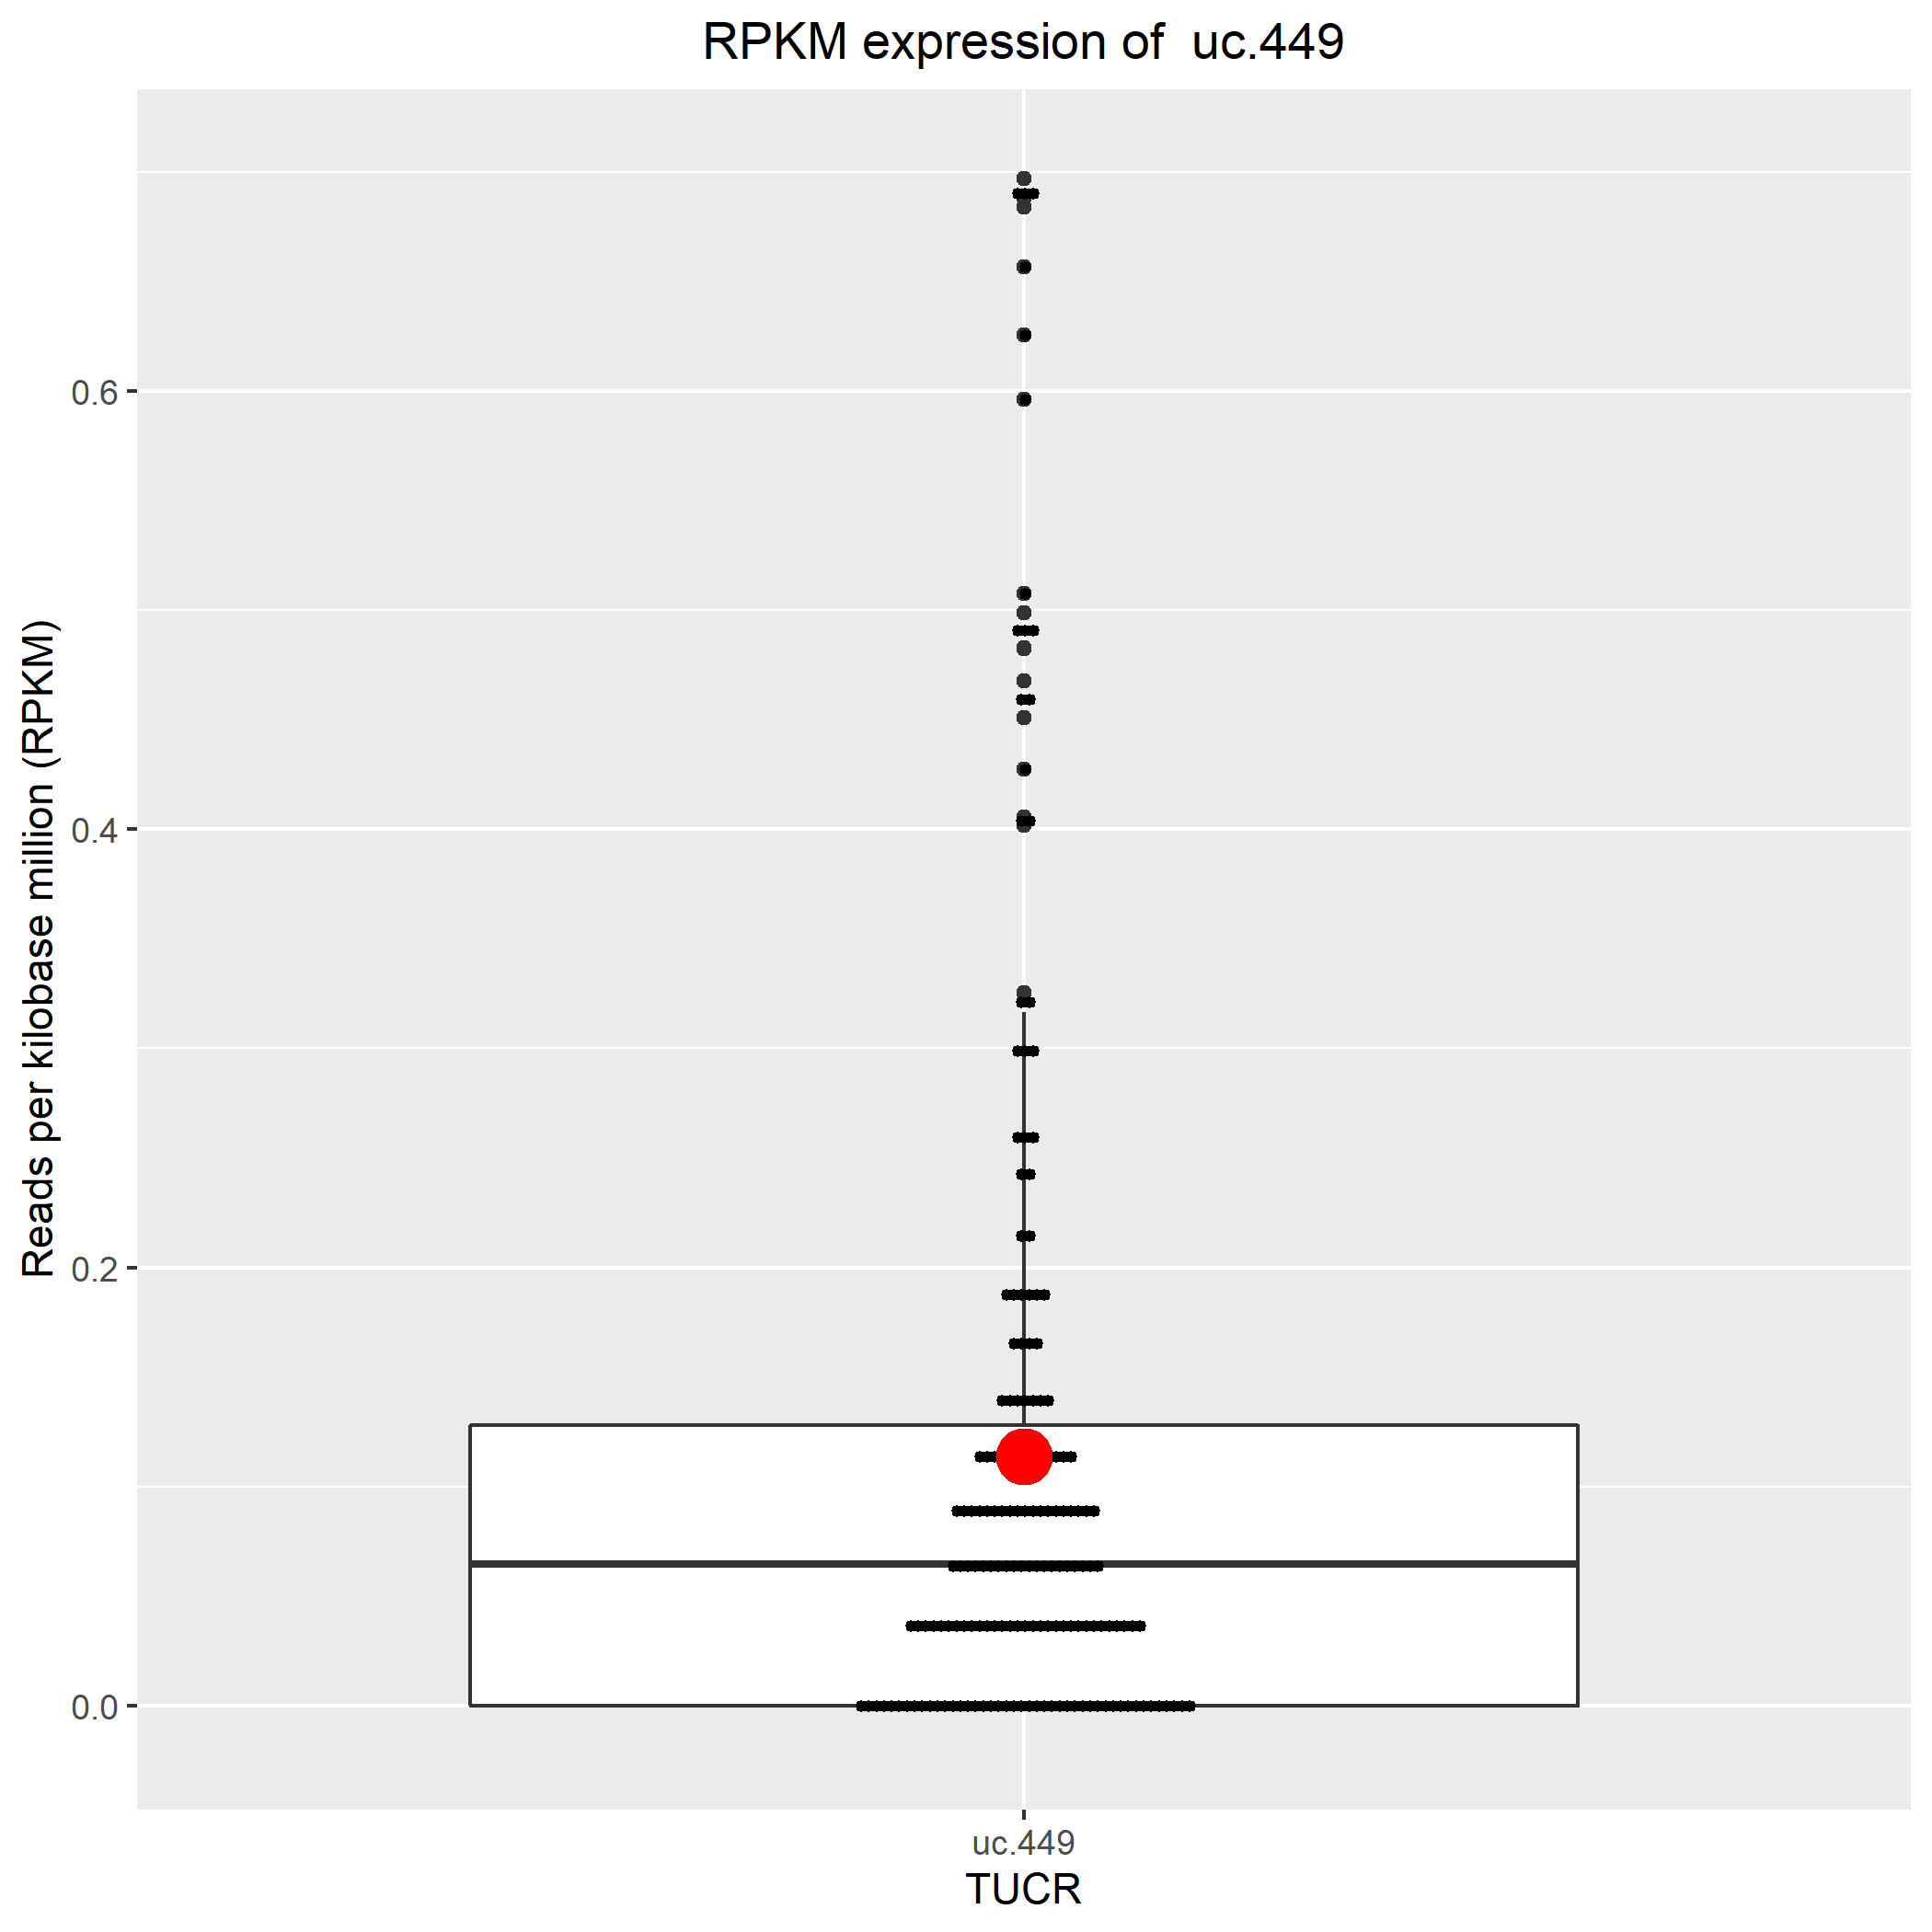 RPKM expression of  uc.449
Reads per kilobase million (RPKM)
0.6
0.4
0.2
0.0
uc.449
TUCR